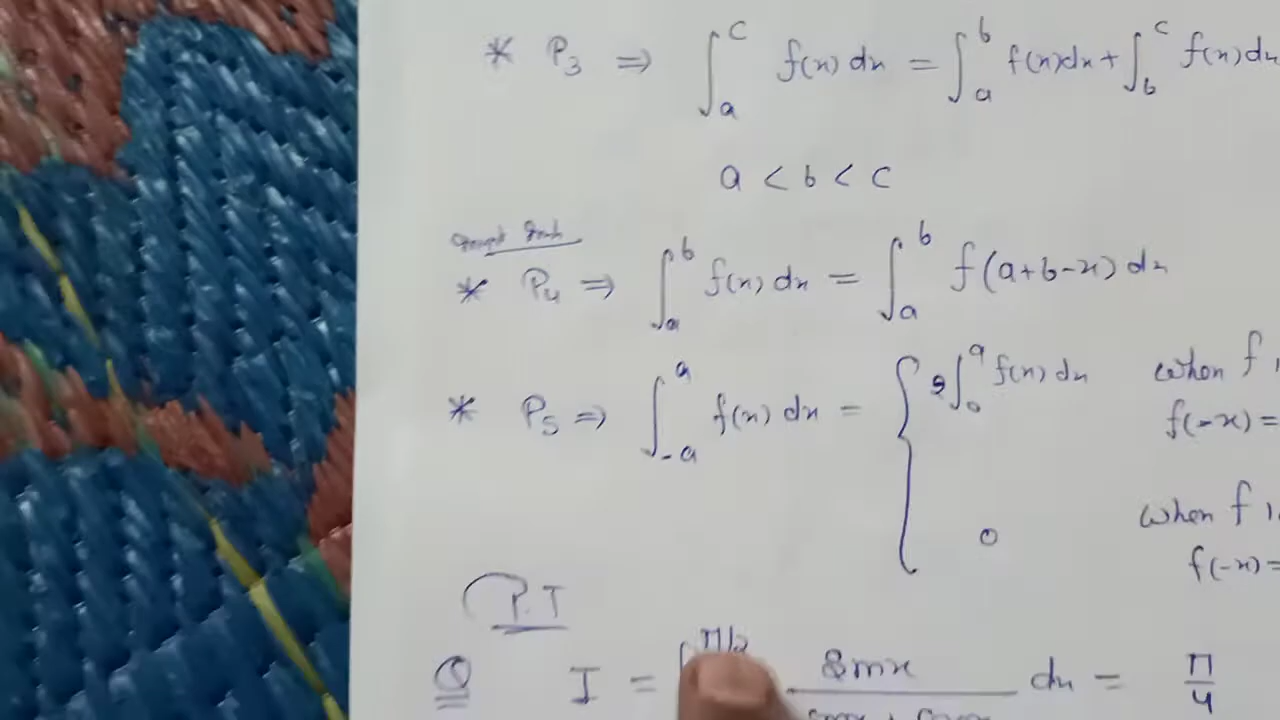 * P3 ⇒ ∫_a^c f(x) dx = ∫_a^b f(x)dx + ∫_b^c f(x)dx
a < b < c
* P4 ⇒ ∫_a^b f(x) dx = ∫_a^b f(a+b-x) dx
* P5 ⇒ ∫_{-a}^a f(x) dx = { 2∫_0^a f(x) dx when f
f(-x) =
0 when f
f(-x) =
P.T
Q I = ∫^{π/2} sinx / dx = π/4